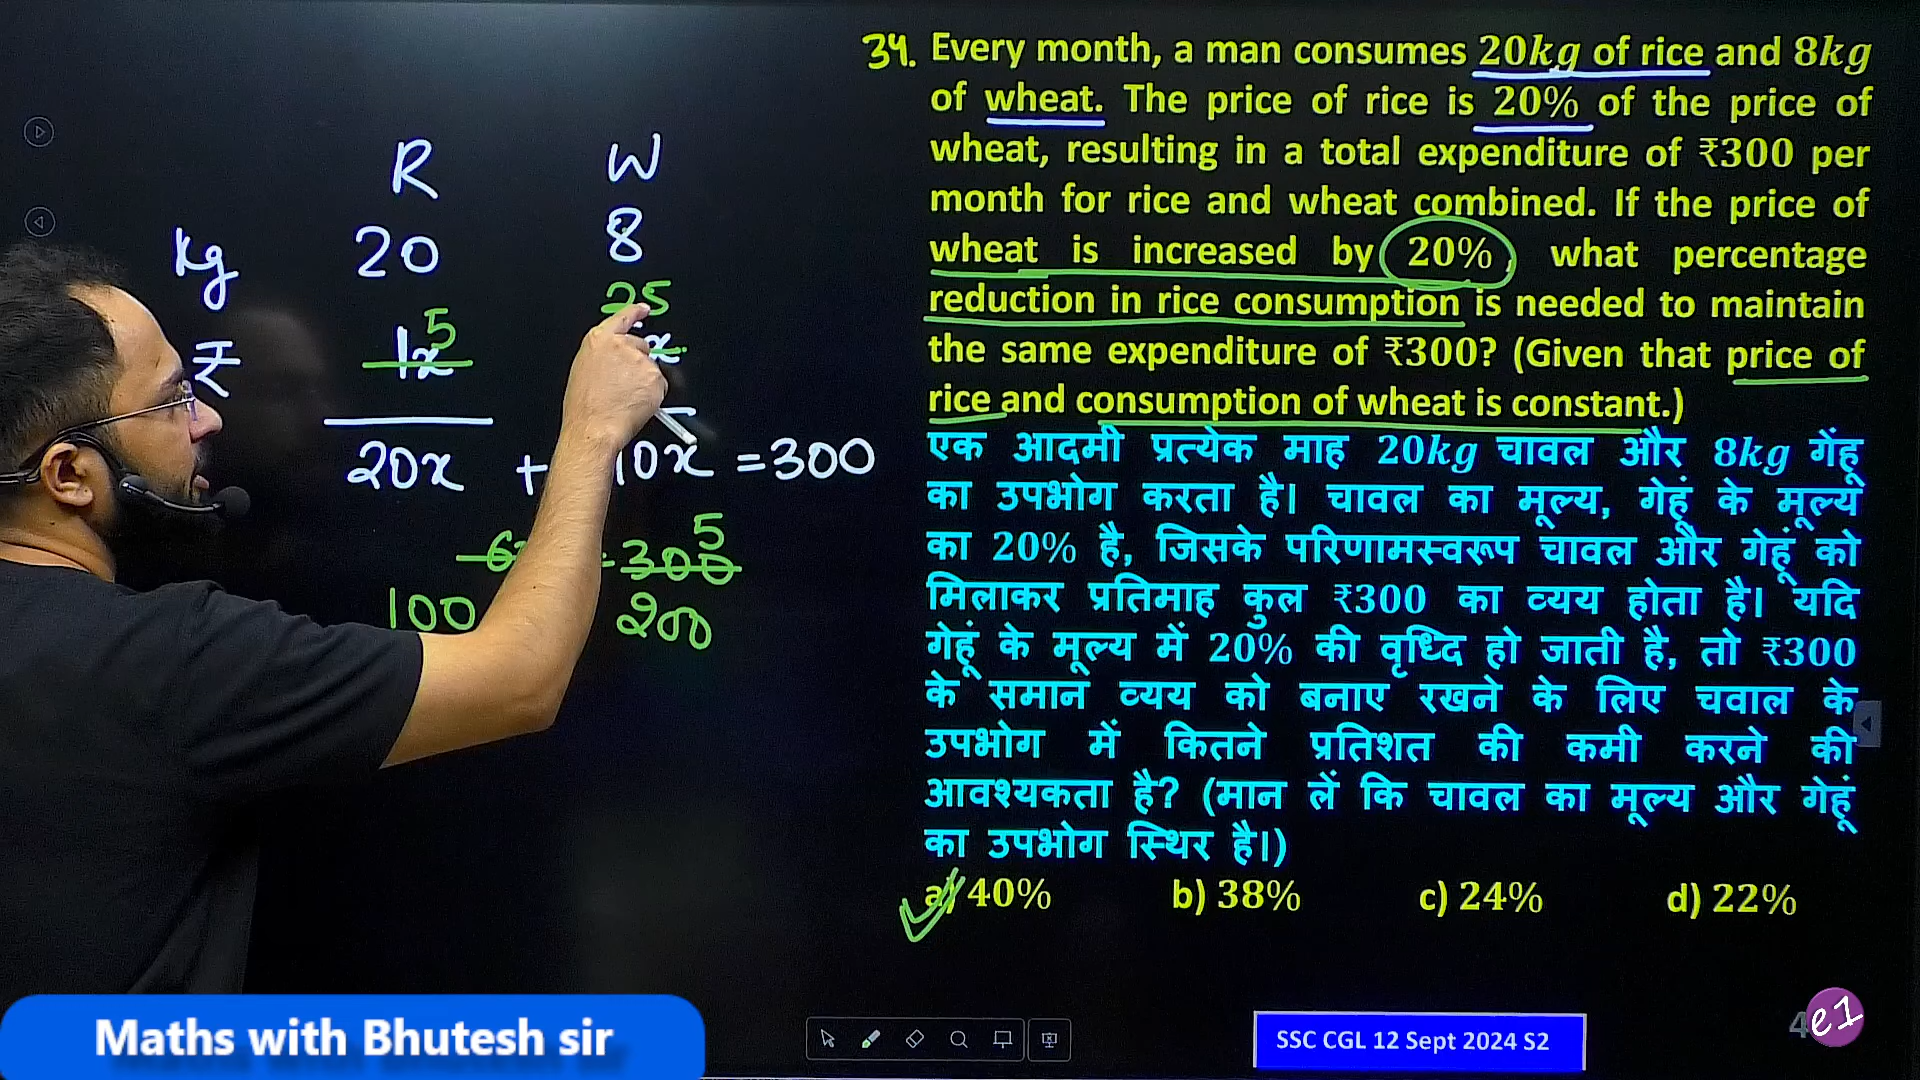 34. Every month, a man consumes 20kg of rice and 8kg
of wheat. The price of rice is 20% of the price of
wheat, resulting in a total expenditure of ₹300 per
month for rice and wheat combined. If the price of
wheat is increased by 20%, what percentage
reduction in rice consumption is needed to maintain
the same expenditure of ₹300? (Given that price of
rice and consumption of wheat is constant.)
एक आदमी प्रत्येक माह 20kg चावल और 8kg गेंहू
का उपभोग करता है। चावल का मूल्य, गेहूं के मूल्य
का 20% है, जिसके परिणामस्वरूप चावल और गेहूं को
मिलाकर प्रतिमाह कुल ₹300 का व्यय होता है। यदि
गेहूं के मूल्य में 20% की वृध्दि हो जाती है, तो ₹300
के समान व्यय को बनाए रखने के लिए चवाल के
उपभोग में कितने प्रतिशत की कमी करने की
आवश्यकता है? (मान लें कि चावल का मूल्य और गेहूं
का उपभोग स्थिर है।)
a) 40% b) 38% c) 24% d) 22%
R W
kg 20 8
5 25
₹ 1x x
20x + 10x = 300
5
= 300
100 200
Maths with Bhutesh sir
SSC CGL 12 Sept 2024 S2
4
e1